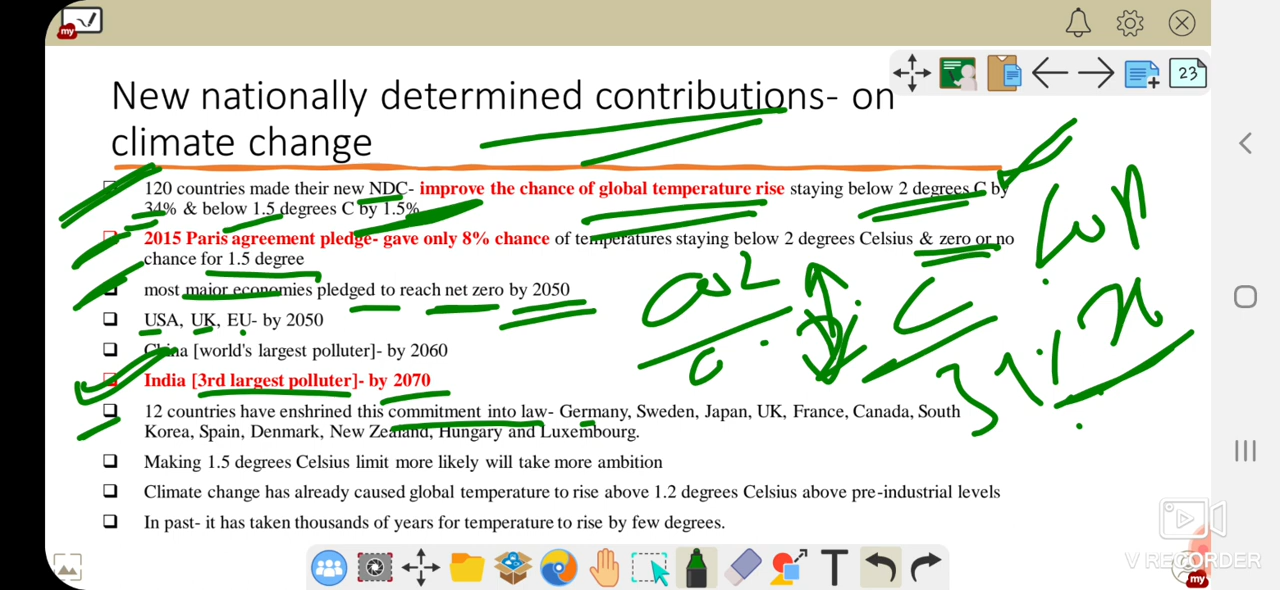 my
23
New nationally determined contributions- on
climate change
120 countries made their new NDC- improve the chance of global temperature rise staying below 2 degrees C by
34% & below 1.5 degrees C by 1.5%
2015 Paris agreement pledge- gave only 8% chance of temperatures staying below 2 degrees Celsius & zero or no
chance for 1.5 degree
most major economies pledged to reach net zero by 2050
USA, UK, EU- by 2050
China [world's largest polluter]- by 2060
India [3rd largest polluter]- by 2070
12 countries have enshrined this commitment into law- Germany, Sweden, Japan, UK, France, Canada, South
Korea, Spain, Denmark, New Zealand, Hungary and Luxembourg.
Making 1.5 degrees Celsius limit more likely will take more ambition
Climate change has already caused global temperature to rise above 1.2 degrees Celsius above pre-industrial levels
In past- it has taken thousands of years for temperature to rise by few degrees.
T
V RECORDER
my